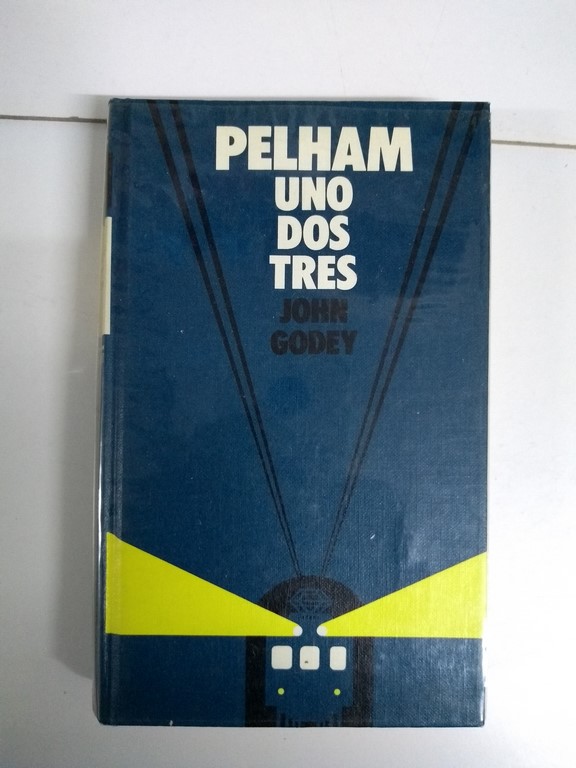 PELHAM
UNO
DOS
TRES
JOHN
GODEY